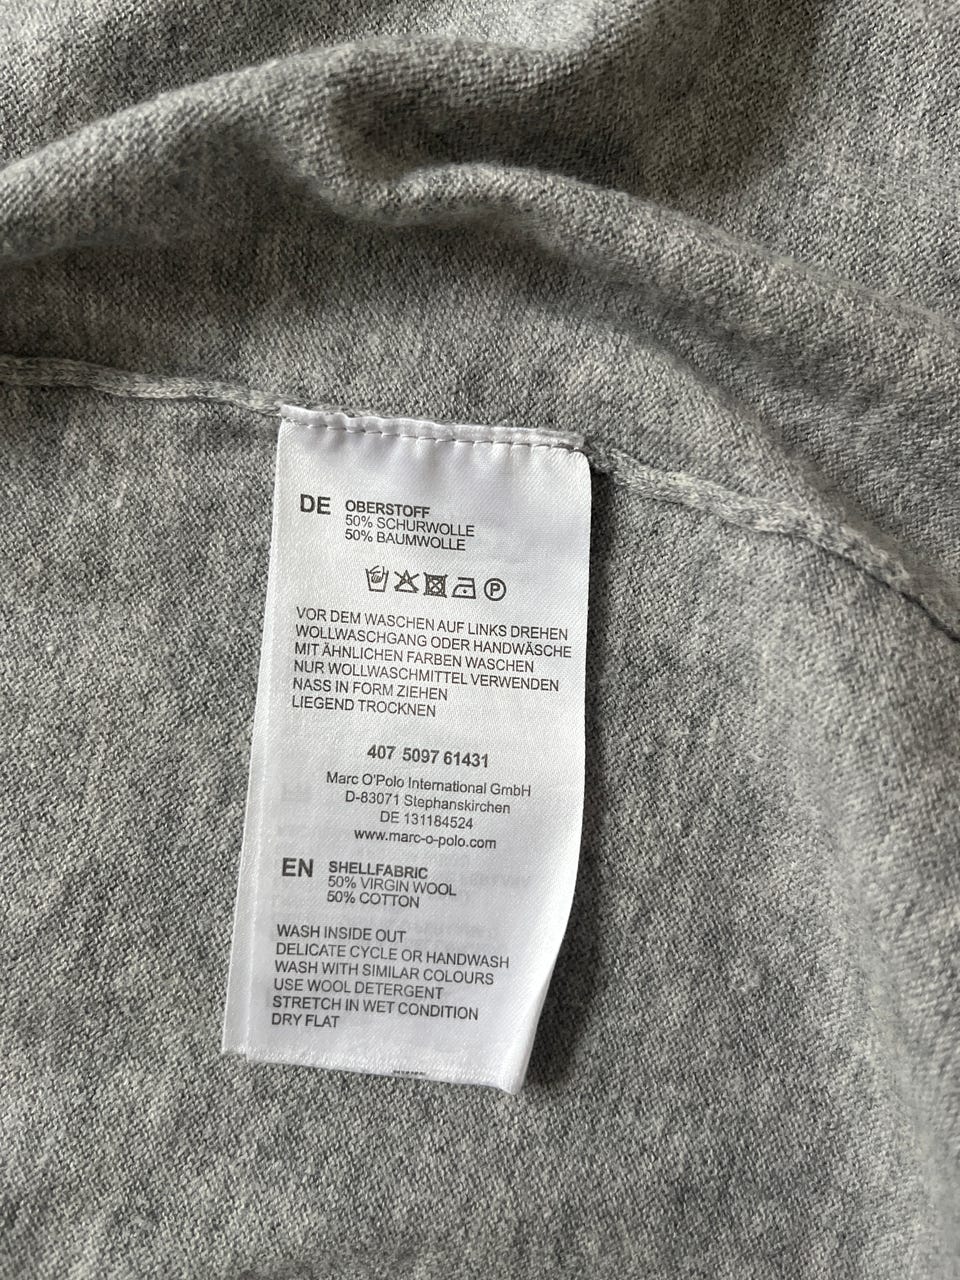 DE OBERSTOFF
50% SCHURWOLLE
50% BAUMWOLLE
P
VOR DEM WASCHEN AUF LINKS DREHEN
WOLLWASCHGANG ODER HANDWÄSCHE
MIT ÄHNLICHEN FARBEN WASCHEN
NUR WOLLWASCHMITTEL VERWENDEN
NASS IN FORM ZIEHEN
LIEGEND TROCKNEN
407 5097 61431
Marc O'Polo International GmbH
D-83071 Stephanskirchen
DE 131184524
www.marc-o-polo.com
EN SHELLFABRIC
50% VIRGIN WOOL
50% COTTON
WASH INSIDE OUT
DELICATE CYCLE OR HANDWASH
WASH WITH SIMILAR COLOURS
USE WOOL DETERGENT
STRETCH IN WET CONDITION
DRY FLAT